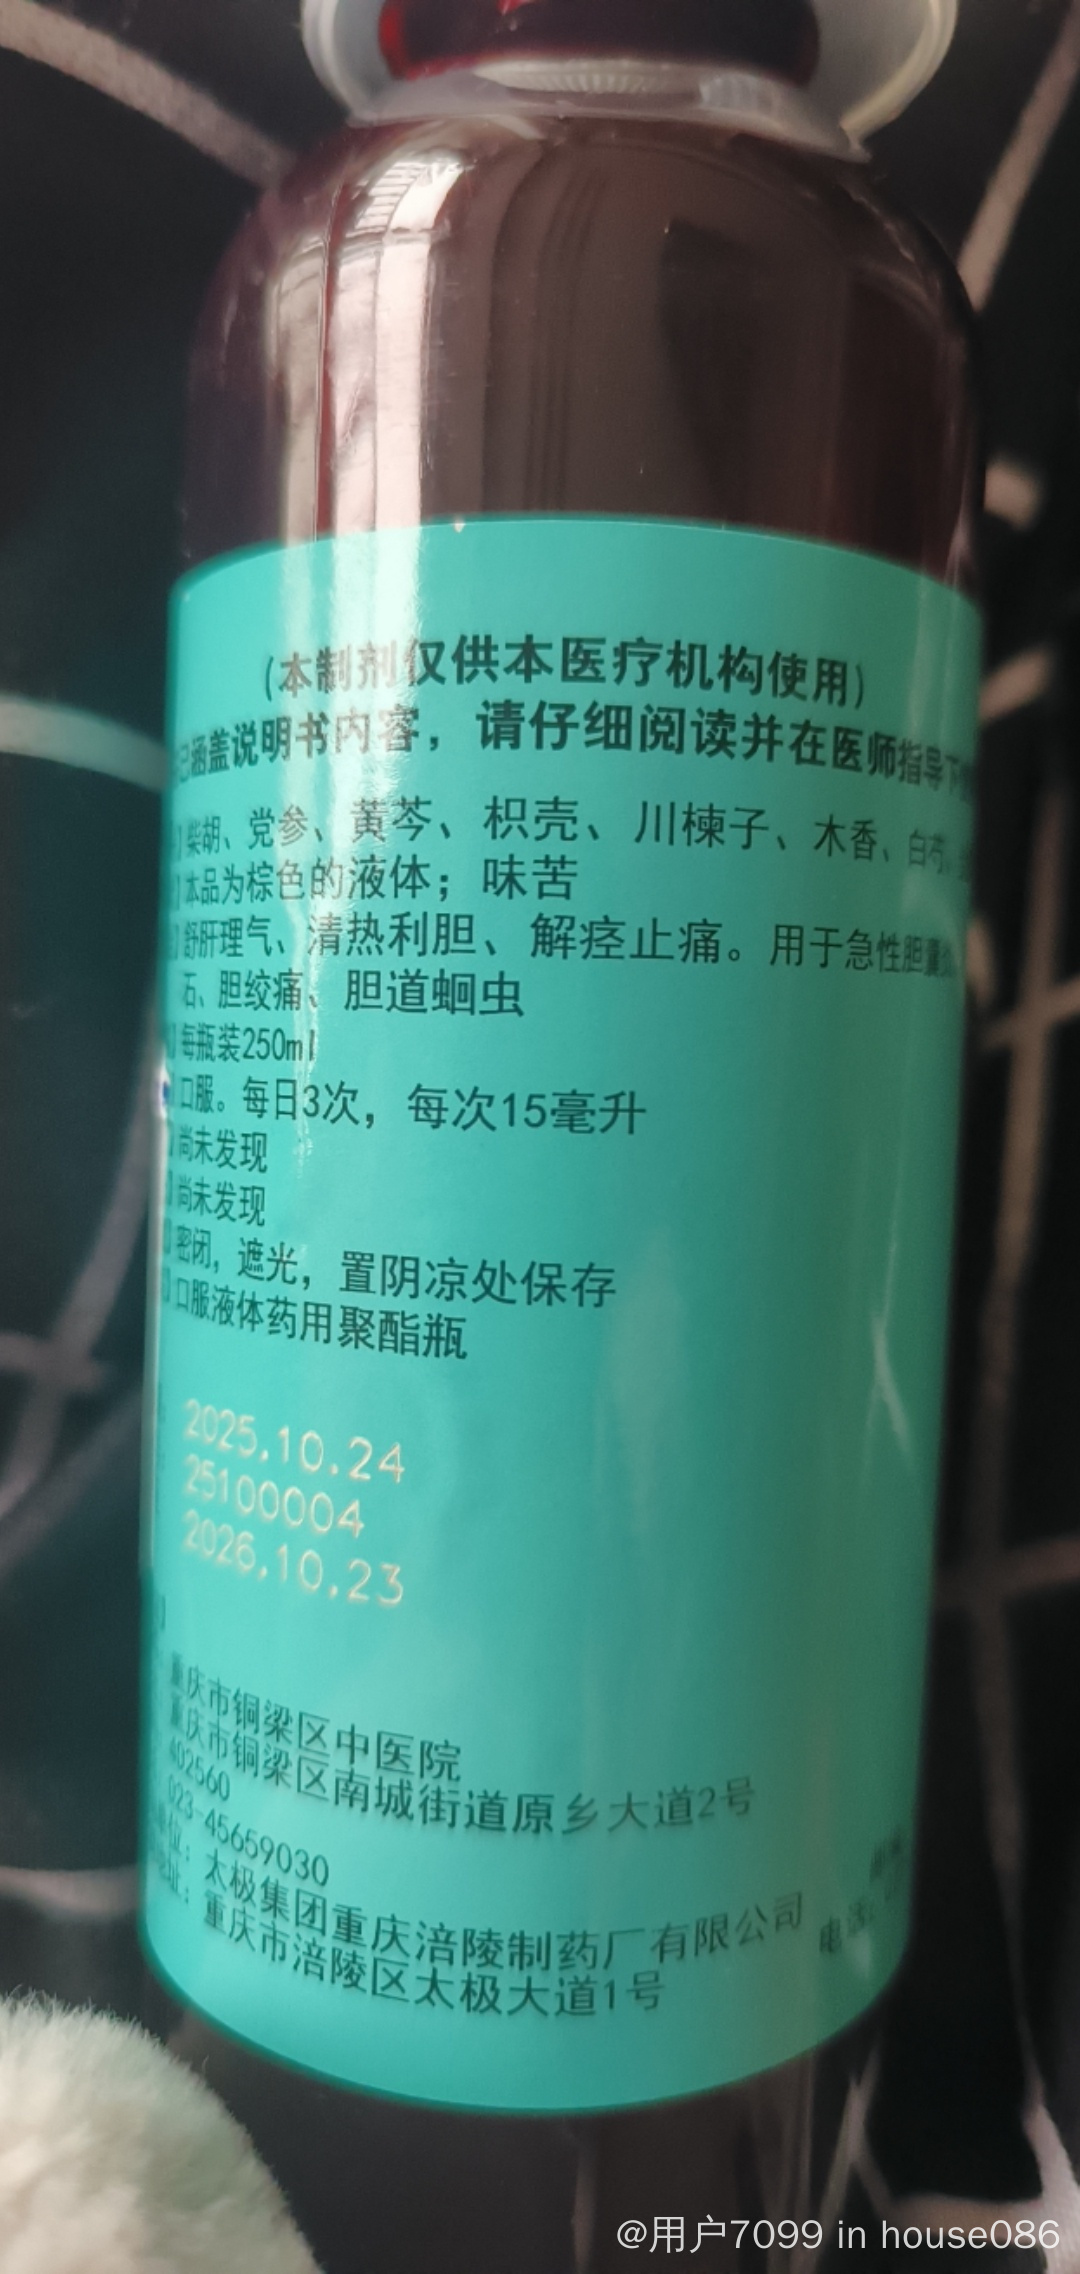 (本制剂仅供本医疗机构使用)
已涵盖说明书内容，请仔细阅读并在医师指导下
】柴胡、党参、黄芩、枳壳、川楝子、木香、白芍、
】本品为棕色的液体；味苦
】舒肝理气、清热利胆、解痉止痛。用于急性胆囊
石、胆绞痛、胆道蛔虫
】每瓶装250ml
】口服。每日3次，每次15毫升
】尚未发现
】尚未发现
】密闭，遮光，置阴凉处保存
】口服液体药用聚酯瓶
2025.10.24
25100004
2026.10.23
重庆市铜梁区中医院
重庆市铜梁区南城街道原乡大道2号
402560
023-45659030
单位：太极集团重庆涪陵制药厂有限公司 电话：
地址：重庆市涪陵区太极大道1号
@用户7099 in house086